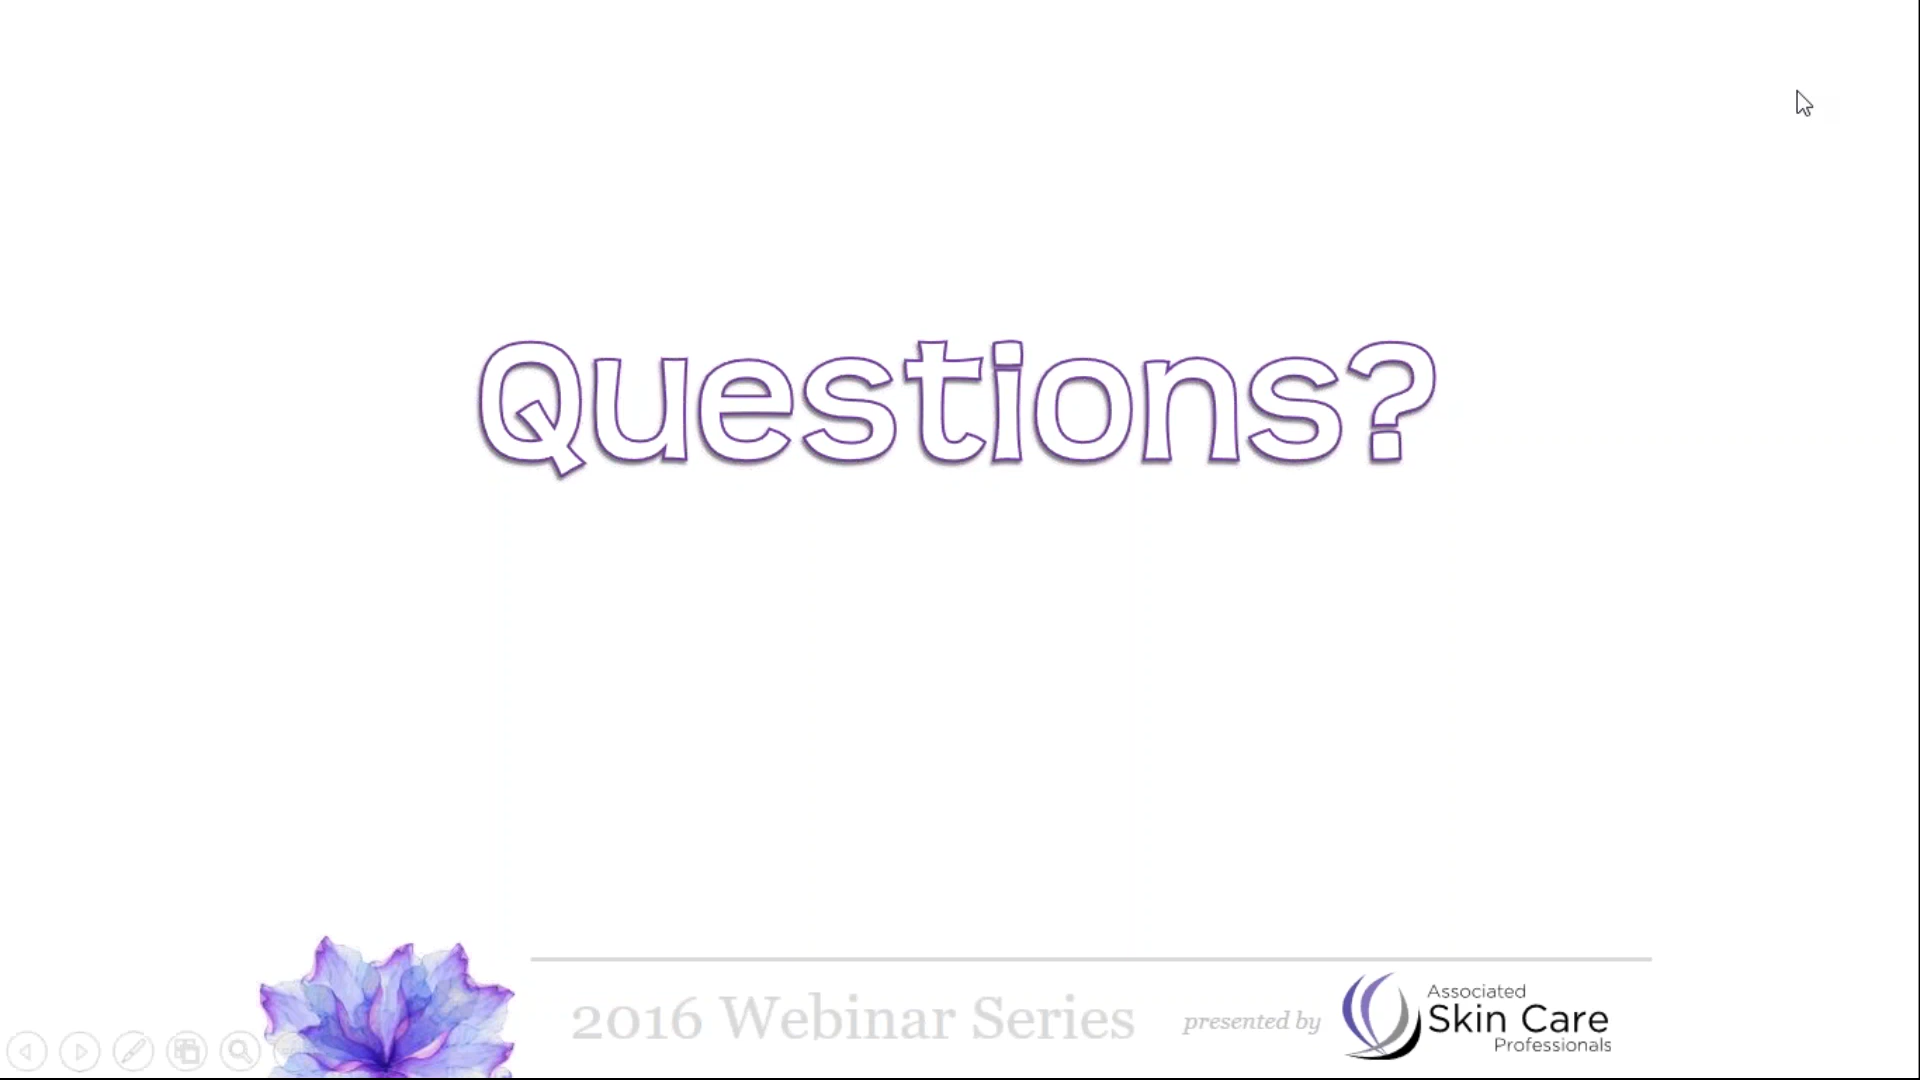 Questions?
2016 Webinar Series
presented by
Associated
Skin Care
Professionals